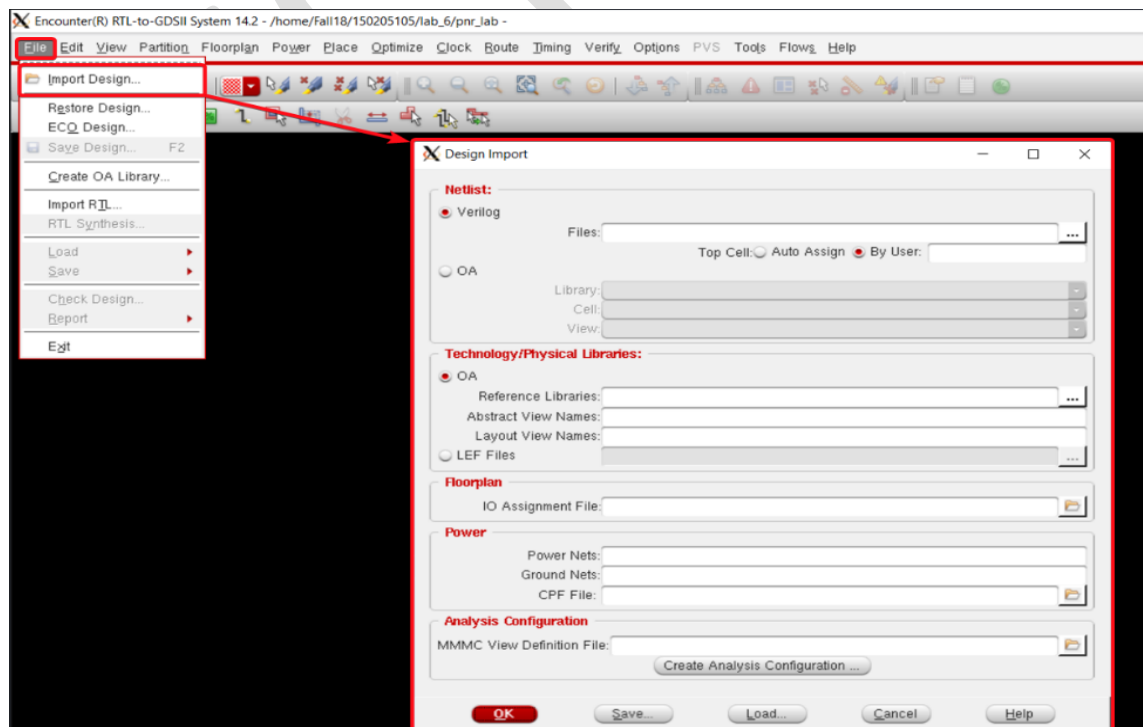 Encounter(R) RTL-to-GDSII System 14.2 - /home/Fall18/150205105/lab_6/pnr_lab -
File Edit View Partition Floorplan Power Place Optimize Clock Route Timing Verify Options PVS Tools Flows Help
Import Design...
Restore Design...
ECO Design...
Save Design... F2
Create OA Library...
Import RTL...
RTL Synthesis...
Load
Save
Check Design...
Report
Exit
Design Import
Netlist:
Verilog
Files:
...
Top Cell: Auto Assign By User:
OA
Library:
Cell:
View:
Technology/Physical Libraries:
OA
Reference Libraries:
...
Abstract View Names:
Layout View Names:
LEF Files
...
Floorplan
IO Assignment File:
Power
Power Nets:
Ground Nets:
CPF File:
Analysis Configuration
MMMC View Definition File:
Create Analysis Configuration ...
OK Save... Load... Cancel Help